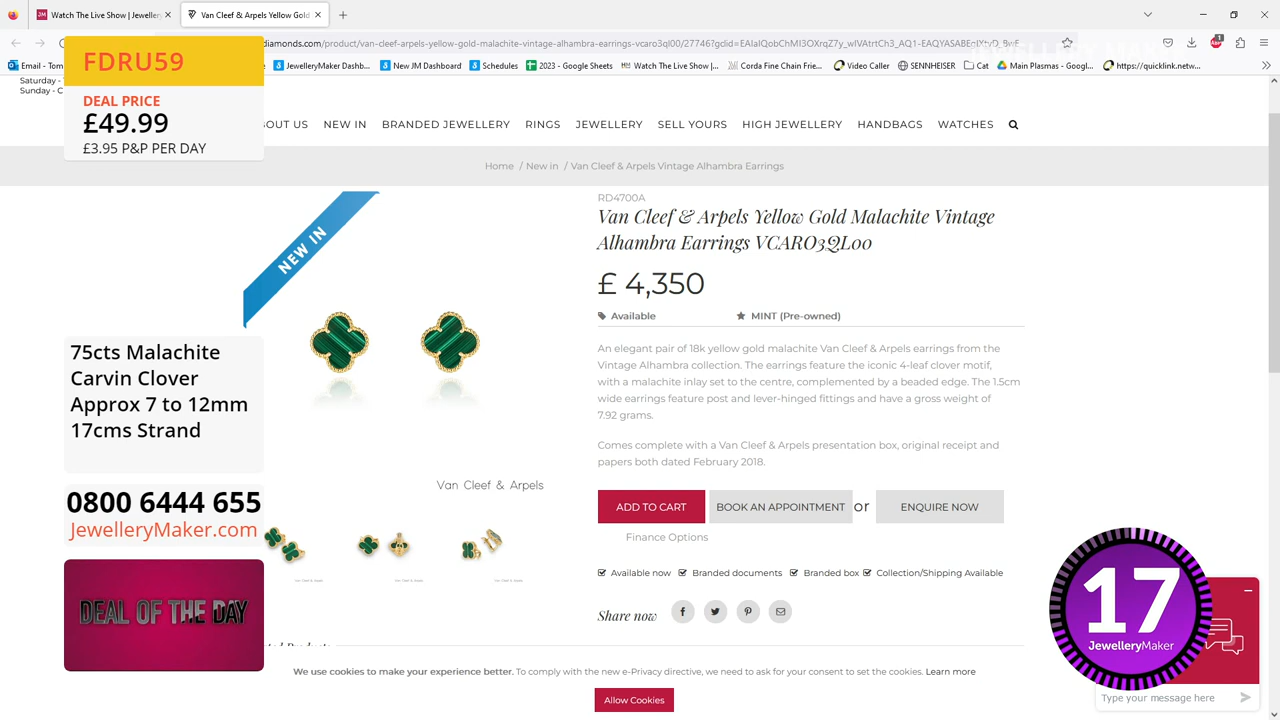 Watch The Live Show | Jeweller
Van Cleef & Arpels Yellow Gold
diamonds.com/product/van-cleef-arpels-yellow-gold-malachite-vintage-alhambra-earrings-vcaro3ql00/
Email - Tom
JewelleryMaker Dashb...
New JM Dashboard
Schedules
2023 - Google Sheets
Watch The Live Show |...
Corda Fine Chain Frin...
Video Caller
SENNHEISER
Cat
Main Plasmas - Googl...
https://quicklink.netw...
Saturday -
Sunday - C
FDRU59
DEAL PRICE
£49.99
£3.95 P&P PER DAY
OUT US NEW IN BRANDED JEWELLERY RINGS JEWELLERY SELL YOURS HIGH JEWELLERY HANDBAGS WATCHES
Home / New in / Van Cleef & Arpels Vintage Alhambra Earrings
NEW IN
RD4700A
Van Cleef & Arpels Yellow Gold Malachite Vintage
Alhambra Earrings VCARO3QL00
£ 4,350
Available MINT (Pre-owned)
An elegant pair of 18k yellow gold malachite Van Cleef & Arpels earrings from the
Vintage Alhambra collection. The earrings feature the iconic 4-leaf clover motif,
with a malachite inlay set to the centre, complemented by a beaded edge. The 1.5cm
wide earrings feature post and lever-hinged fittings and have a gross weight of
7.92 grams.
Comes complete with a Van Cleef & Arpels presentation box, original receipt and
papers both dated February 2018.
ADD TO CART BOOK AN APPOINTMENT or ENQUIRE NOW
Finance Options
Available now Branded documents Branded box Collection/Shipping Available
Share now
Van Cleef & Arpels
75cts Malachite
Carvin Clover
Approx 7 to 12mm
17cms Strand
0800 6444 655
JewelleryMaker.com
DEAL OF THE DAY
17
JewelleryMaker
We use cookies to make your experience better. To comply with the new e-Privacy directive, we need to ask for your consent to set the cookies. Learn more
Allow Cookies
Type your message here